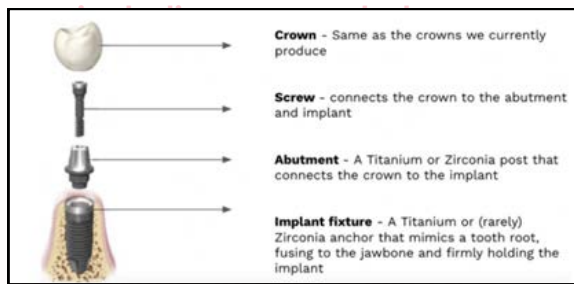 Crown - Same as the crowns we currently
produce
Screw - connects the crown to the abutment
and implant
Abutment - A Titanium or Zirconia post that
connects the crown to the implant
Implant fixture - A Titanium or (rarely)
Zirconia anchor that mimics a tooth root,
fusing to the jawbone and firmly holding the
implant